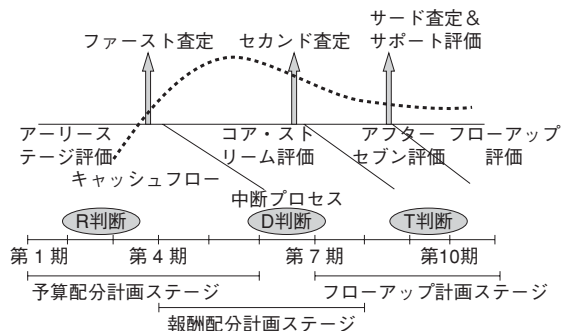 サード査定&
サポート評価
ファースト査定
セカンド査定
アーリース
テージ評価
コア・スト
リーム評価
アフター
セブン評価
フローアップ
評価
キャッシュフロー
中断プロセス
R判断
D判断
T判断
第1期
第4期
第7期
第10期
予算配分計画ステージ
フローアップ計画ステージ
報酬配分計画ステージ